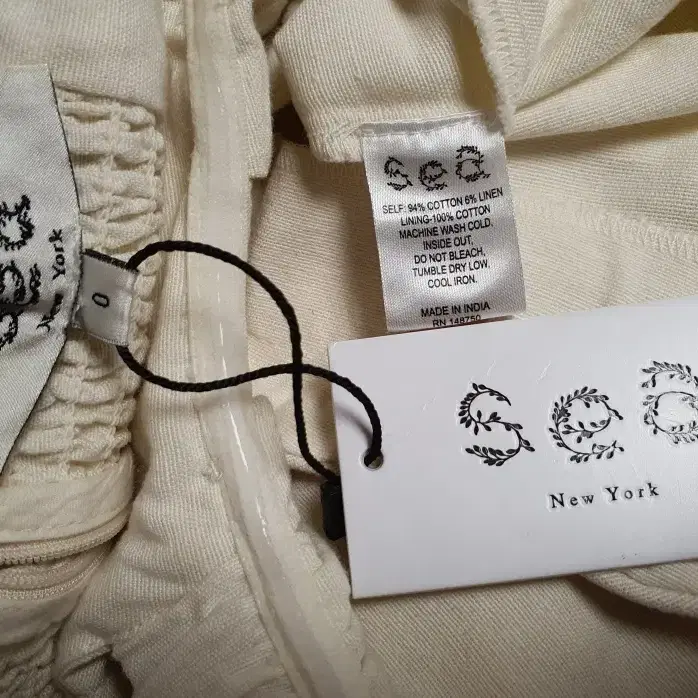 sea
New York
0
sea
SELF: 94% COTTON 6% LINEN
LINING-100% COTTON
MACHINE WASH COLD.
INSIDE OUT,
DO NOT BLEACH,
TUMBLE DRY LOW,
COOL IRON.
MADE IN INDIA
RN 148750
sea
New York